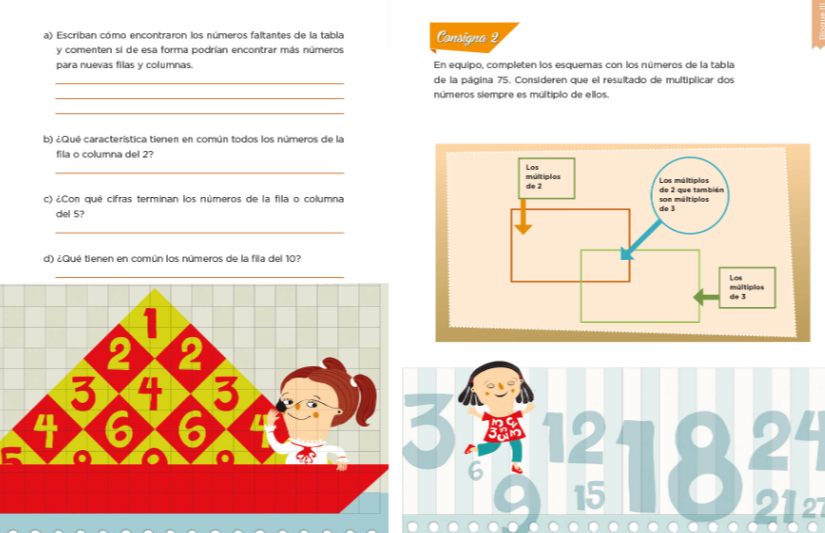 a) Escriban cómo encontraron los números faltantes de la tabla
y comenten si de esa forma podrían encontrar más números
para nuevas filas y columnas.
b) ¿Qué característica tienen en común todos los números de la
fila o columna del 2?
c) ¿Con qué cifras terminan los números de la fila o columna
del 5?
d) ¿Qué tienen en común los números de la fila del 10?
1
2 2
3 4 3
4 6 6 4
5
Bloque III
Consigna 2
En equipo, completen los esquemas con los números de la tabla
de la página 75. Consideren que el resultado de multiplicar dos
números siempre es múltiplo de ellos.
Los
múltiplos
de 2
Los múltiplos
de 2 que también
son múltiplos
de 3
Los
múltiplos
de 3
3 6 9 12 15 18 21 24 27